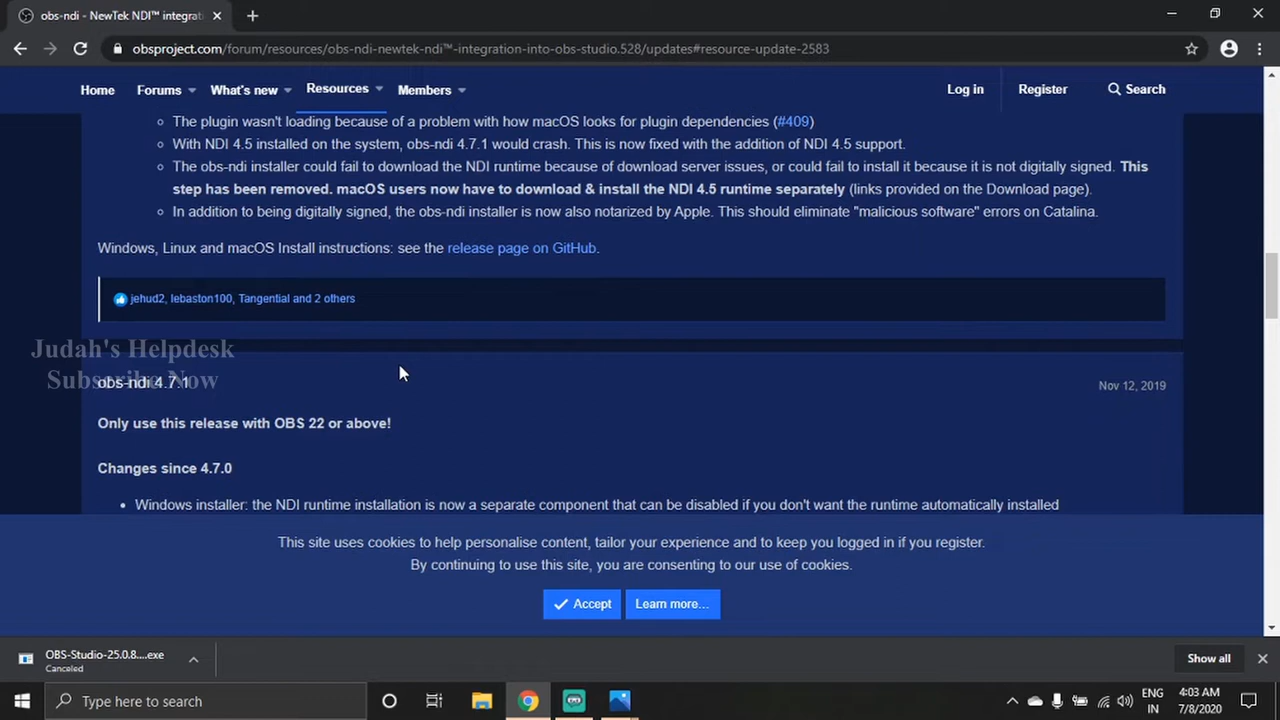 obs-ndi - NewTek NDI™ integrati
obsproject.com/forum/resources/obs-ndi-newtek-ndi™-integration-into-obs-studio.528/updates#resource-update-2583
Home Forums What's new Resources Members Log in Register Search
The plugin wasn't loading because of a problem with how macOS looks for plugin dependencies (#409)
With NDI 4.5 installed on the system, obs-ndi 4.7.1 would crash. This is now fixed with the addition of NDI 4.5 support.
The obs-ndi installer could fail to download the NDI runtime because of download server issues, or could fail to install it because it is not digitally signed. This
step has been removed. macOS users now have to download & install the NDI 4.5 runtime separately (links provided on the Download page).
In addition to being digitally signed, the obs-ndi installer is now also notarized by Apple. This should eliminate "malicious software" errors on Catalina.
Windows, Linux and macOS Install instructions: see the release page on GitHub.
jehud2, lebaston100, Tangential and 2 others
Judah's Helpdesk
Subscribe Now
obs-ndi 4.7.1 Nov 12, 2019
Only use this release with OBS 22 or above!
Changes since 4.7.0
Windows installer: the NDI runtime installation is now a separate component that can be disabled if you don't want the runtime automatically installed
This site uses cookies to help personalise content, tailor your experience and to keep you logged in if you register.
By continuing to use this site, you are consenting to our use of cookies.
Accept Learn more...
OBS-Studio-25.0.8....exe
Canceled
Show all
Type here to search
ENG
IN
4:03 AM
7/8/2020